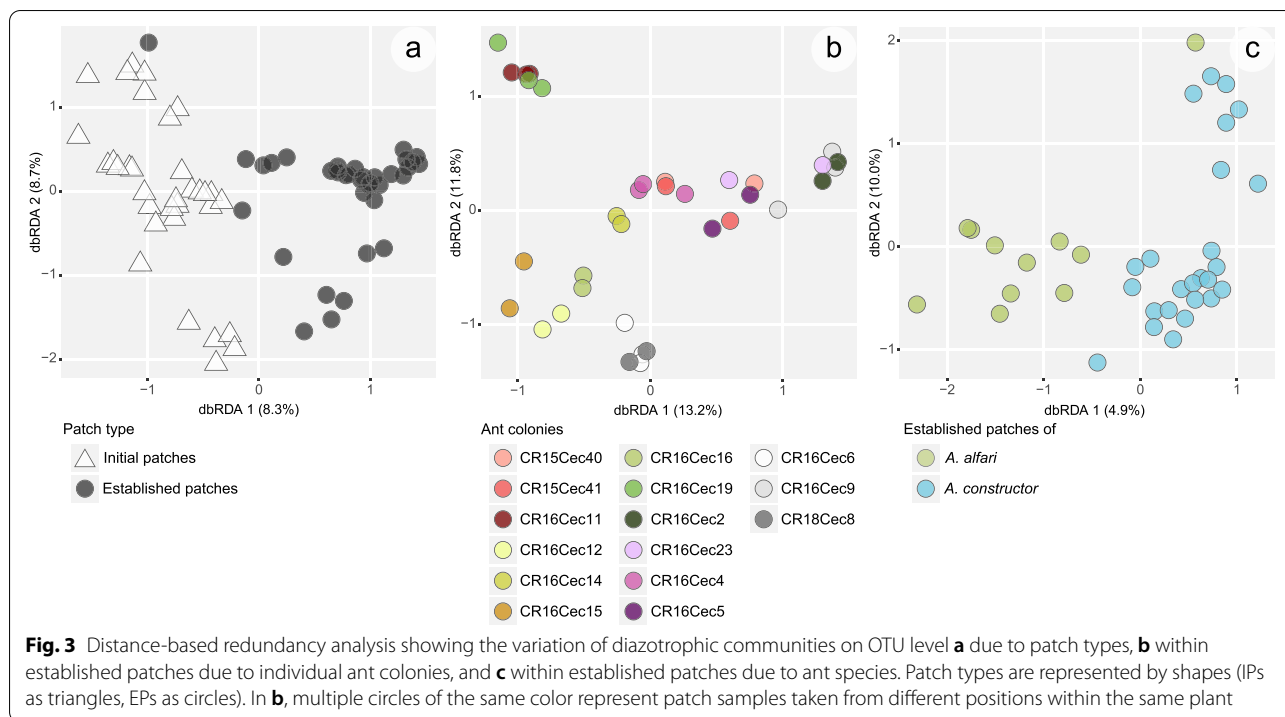 a
b
c
dbRDA 2 (8.7%)
1
0
−1
−2
−1
0
1
dbRDA 1 (8.3%)
dbRDA 2 (11.8%)
1
0
−1
−1
0
1
dbRDA 1 (13.2%)
dbRDA 2 (10.0%)
2
1
0
−1
−2
−1
0
1
dbRDA 1 (4.9%)
Patch type
Initial patches
Established patches
Ant colonies
CR15Cec40
CR15Cec41
CR16Cec11
CR16Cec12
CR16Cec14
CR16Cec15
CR16Cec16
CR16Cec19
CR16Cec2
CR16Cec23
CR16Cec4
CR16Cec5
CR16Cec6
CR16Cec9
CR18Cec8
Established patches of
A. alfari
A. constructor
Fig. 3 Distance-based redundancy analysis showing the variation of diazotrophic communities on OTU level a due to patch types, b within
established patches due to individual ant colonies, and c within established patches due to ant species. Patch types are represented by shapes (IPs
as triangles, EPs as circles). In b, multiple circles of the same color represent patch samples taken from different positions within the same plant